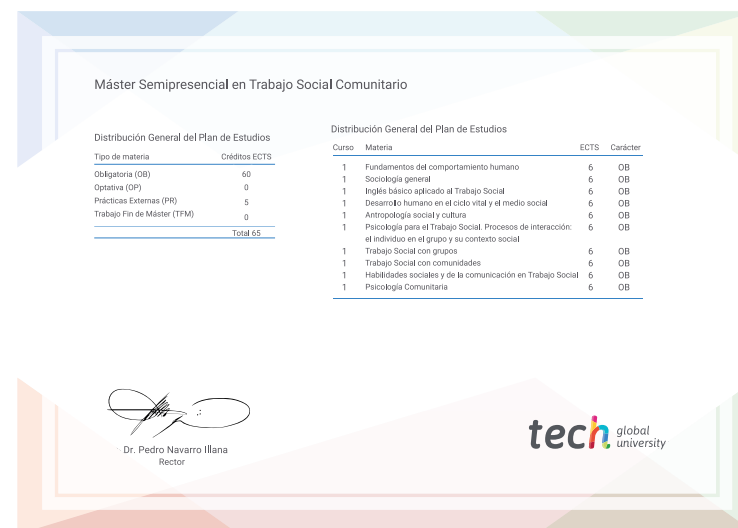 Máster Semipresencial en Trabajo Social Comunitario
Distribución General del Plan de Estudios
Tipo de materia Créditos ECTS
Obligatoria (OB) 60
Optativa (OP) 0
Prácticas Externas (PR) 5
Trabajo Fin de Máster (TFM) 0
Total 65
Distribución General del Plan de Estudios
Curso Materia ECTS Carácter
1 Fundamentos del comportamiento humano 6 OB
1 Sociología general 6 OB
1 Inglés básico aplicado al Trabajo Social 6 OB
1 Desarrollo humano en el ciclo vital y el medio social 6 OB
1 Antropología social y cultura 6 OB
1 Psicología para el Trabajo Social. Procesos de interacción: 6 OB
el individuo en el grupo y su contexto social
1 Trabajo Social con grupos 6 OB
1 Trabajo Social con comunidades 6 OB
1 Habilidades sociales y de la comunicación en Trabajo Social 6 OB
1 Psicología Comunitaria 6 OB
Dr. Pedro Navarro Illana
Rector
tech global
university